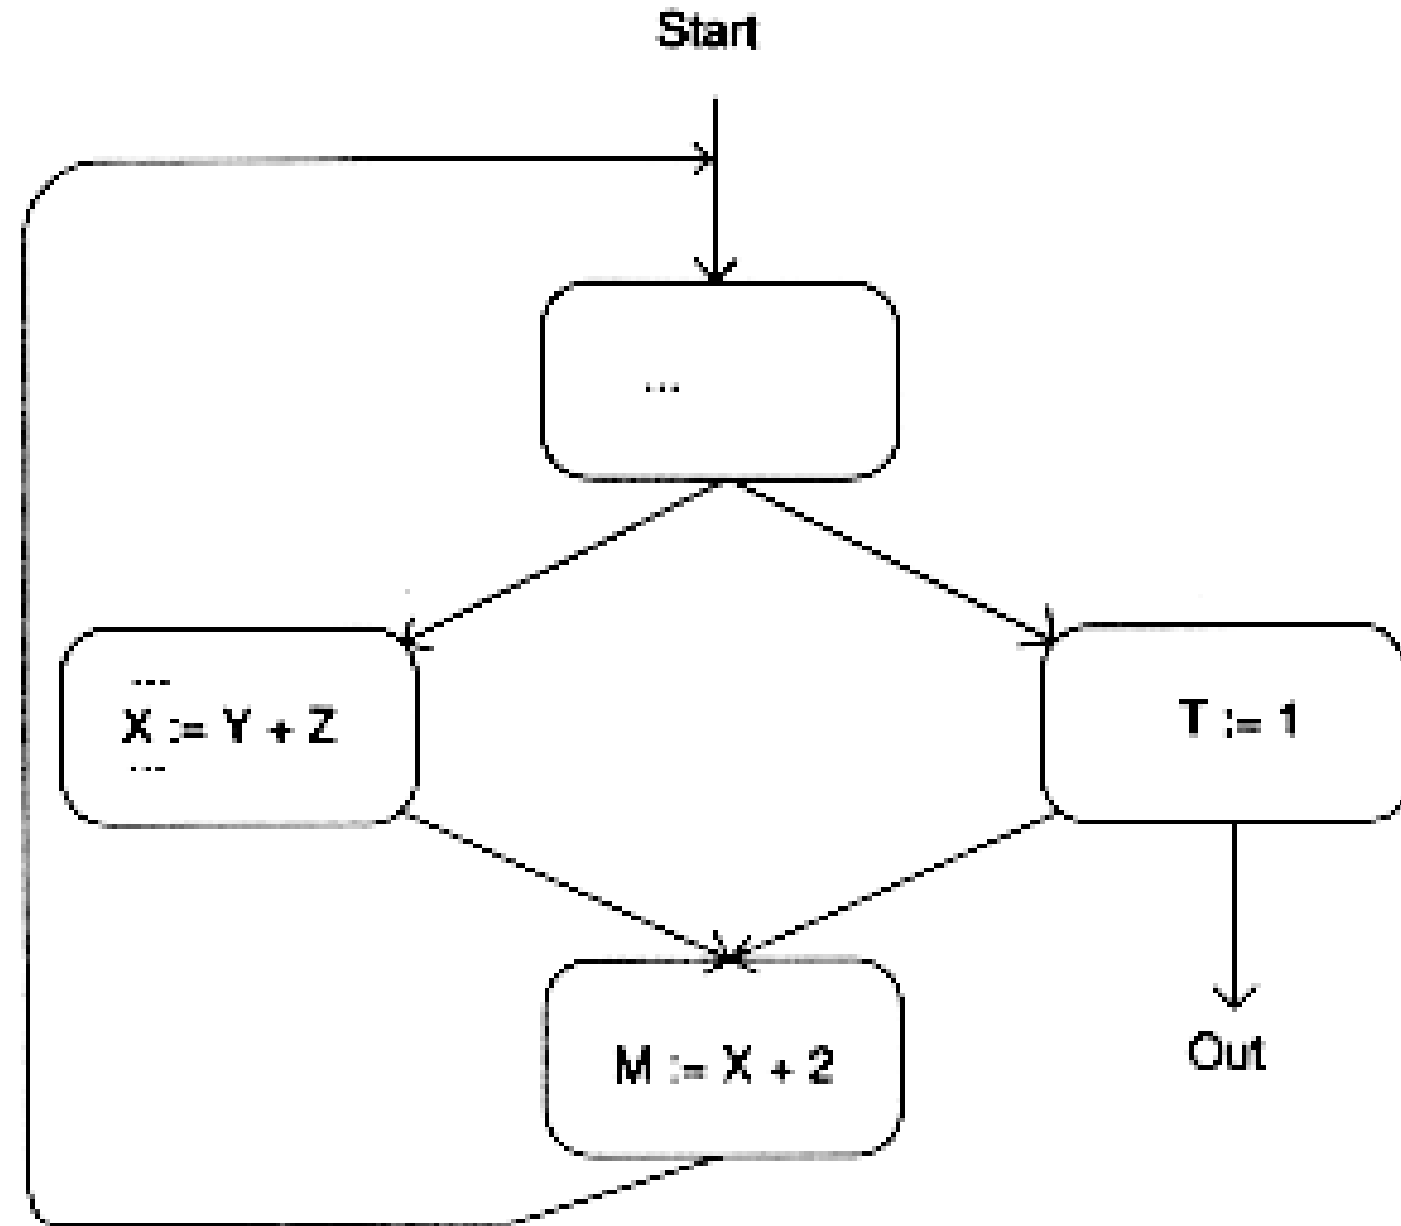 Start
...
...
X := Y + Z
...
T := 1
M := X + 2
Out